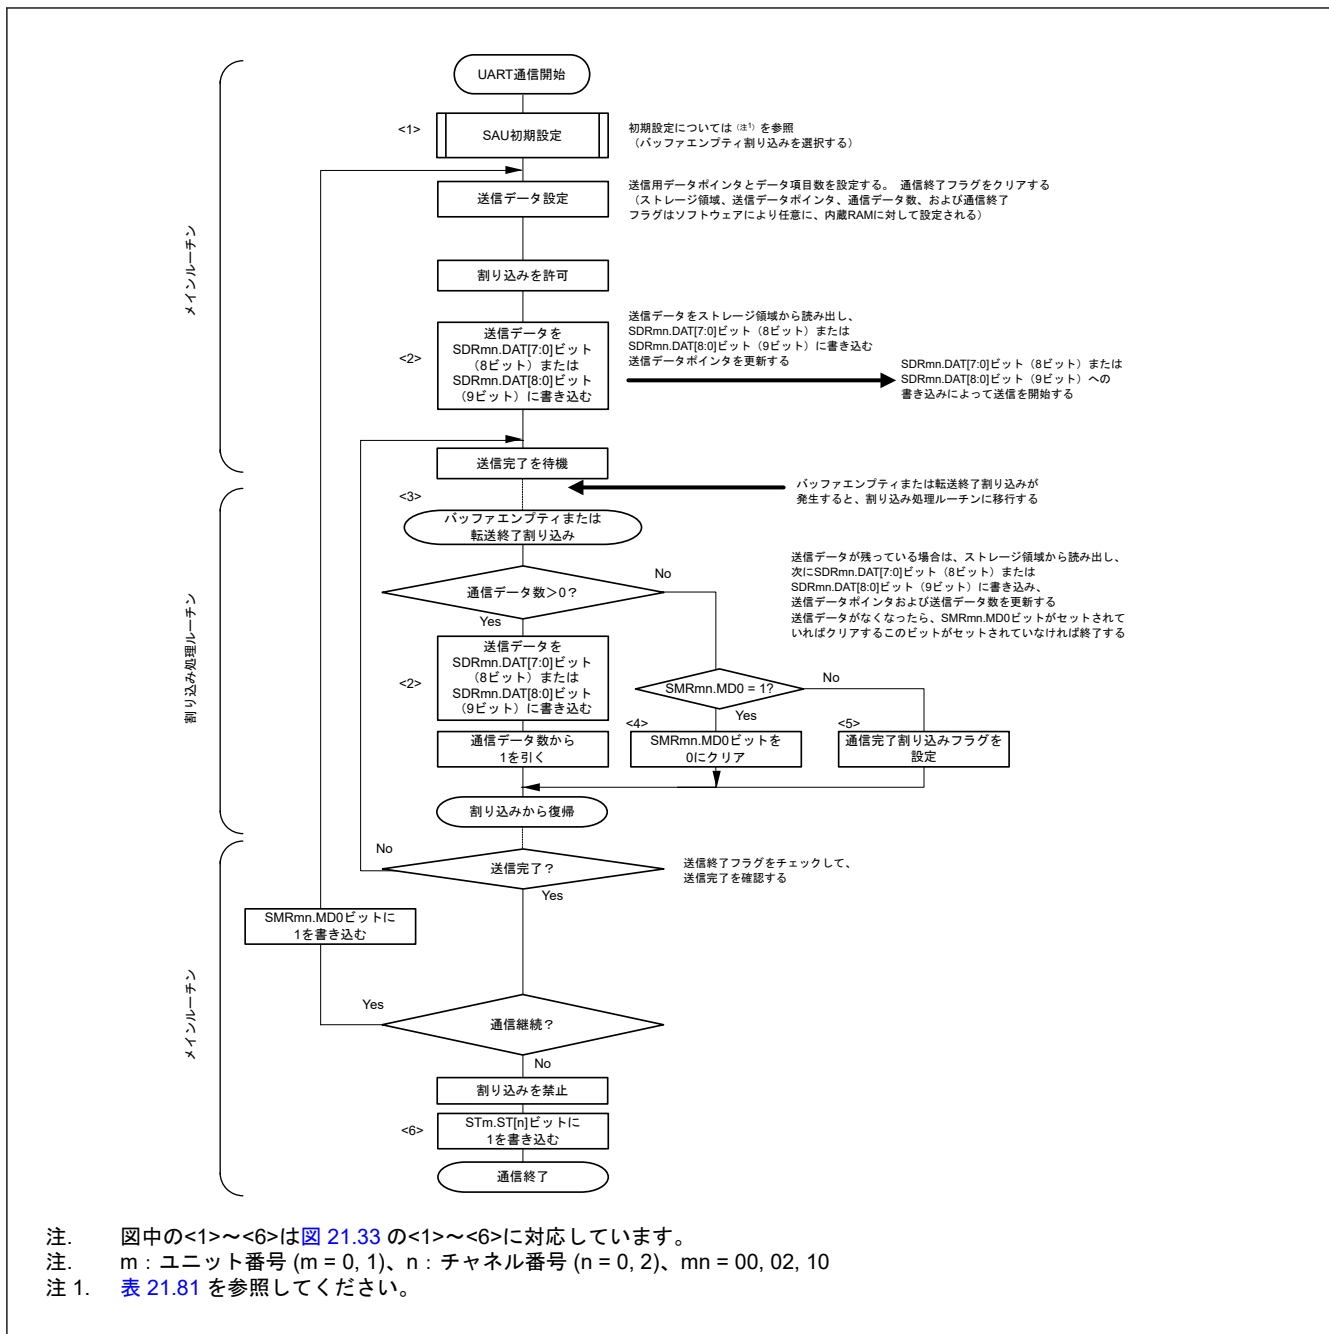 UART通信開始
<1>
SAU初期設定
初期設定については（注1）を参照
（バッファエンプティ割り込みを選択する）
送信データ設定
送信用データポインタとデータ項目数を設定する。 通信終了フラグをクリアする
（ストレージ領域、送信データポインタ、通信データ数、および通信終了
フラグはソフトウェアにより任意に、内蔵RAMに対して設定される）
メインルーチン
割り込みを許可
<2>
送信データを
SDRmn.DAT[7:0]ビット
（8ビット）または
SDRmn.DAT[8:0]ビット
（9ビット）に書き込む
送信データをストレージ領域から読み出し、
SDRmn.DAT[7:0]ビット（8ビット）または
SDRmn.DAT[8:0]ビット（9ビット）に書き込む
送信データポインタを更新する
SDRmn.DAT[7:0]ビット（8ビット）または
SDRmn.DAT[8:0]ビット（9ビット）への
書き込みによって送信を開始する
送信完了を待機
<3>
バッファエンプティまたは転送終了割り込みが
発生すると、割り込み処理ルーチンに移行する
バッファエンプティまたは
転送終了割り込み
通信データ数＞0？
No
Yes
送信データが残っている場合は、ストレージ領域から読み出し、
次にSDRmn.DAT[7:0]ビット（8ビット）または
SDRmn.DAT[8:0]ビット（9ビット）に書き込み、
送信データポインタおよび送信データ数を更新する
送信データがなくなったら、SMRmn.MD0ビットがセットされて
いればクリアするこのビットがセットされていなければ終了する
割り込み処理ルーチン
<2>
送信データを
SDRmn.DAT[7:0]ビット
（8ビット）または
SDRmn.DAT[8:0]ビット
（9ビット）に書き込む
SMRmn.MD0 = 1?
No
Yes
通信データ数から
1を引く
<4>
SMRmn.MD0ビットを
0にクリア
<5>
通信完了割り込みフラグを
設定
割り込みから復帰
No
送信完了？
Yes
送信終了フラグをチェックして、
送信完了を確認する
SMRmn.MD0ビットに
1を書き込む
メインルーチン
Yes
通信継続？
No
割り込みを禁止
<6>
STm.ST[n]ビットに
1を書き込む
通信終了
注. 図中の<1>～<6>は図 21.33 の<1>～<6>に対応しています。
注. m：ユニット番号 (m = 0, 1)、n：チャネル番号 (n = 0, 2)、mn = 00, 02, 10
注 1. 表 21.81 を参照してください。